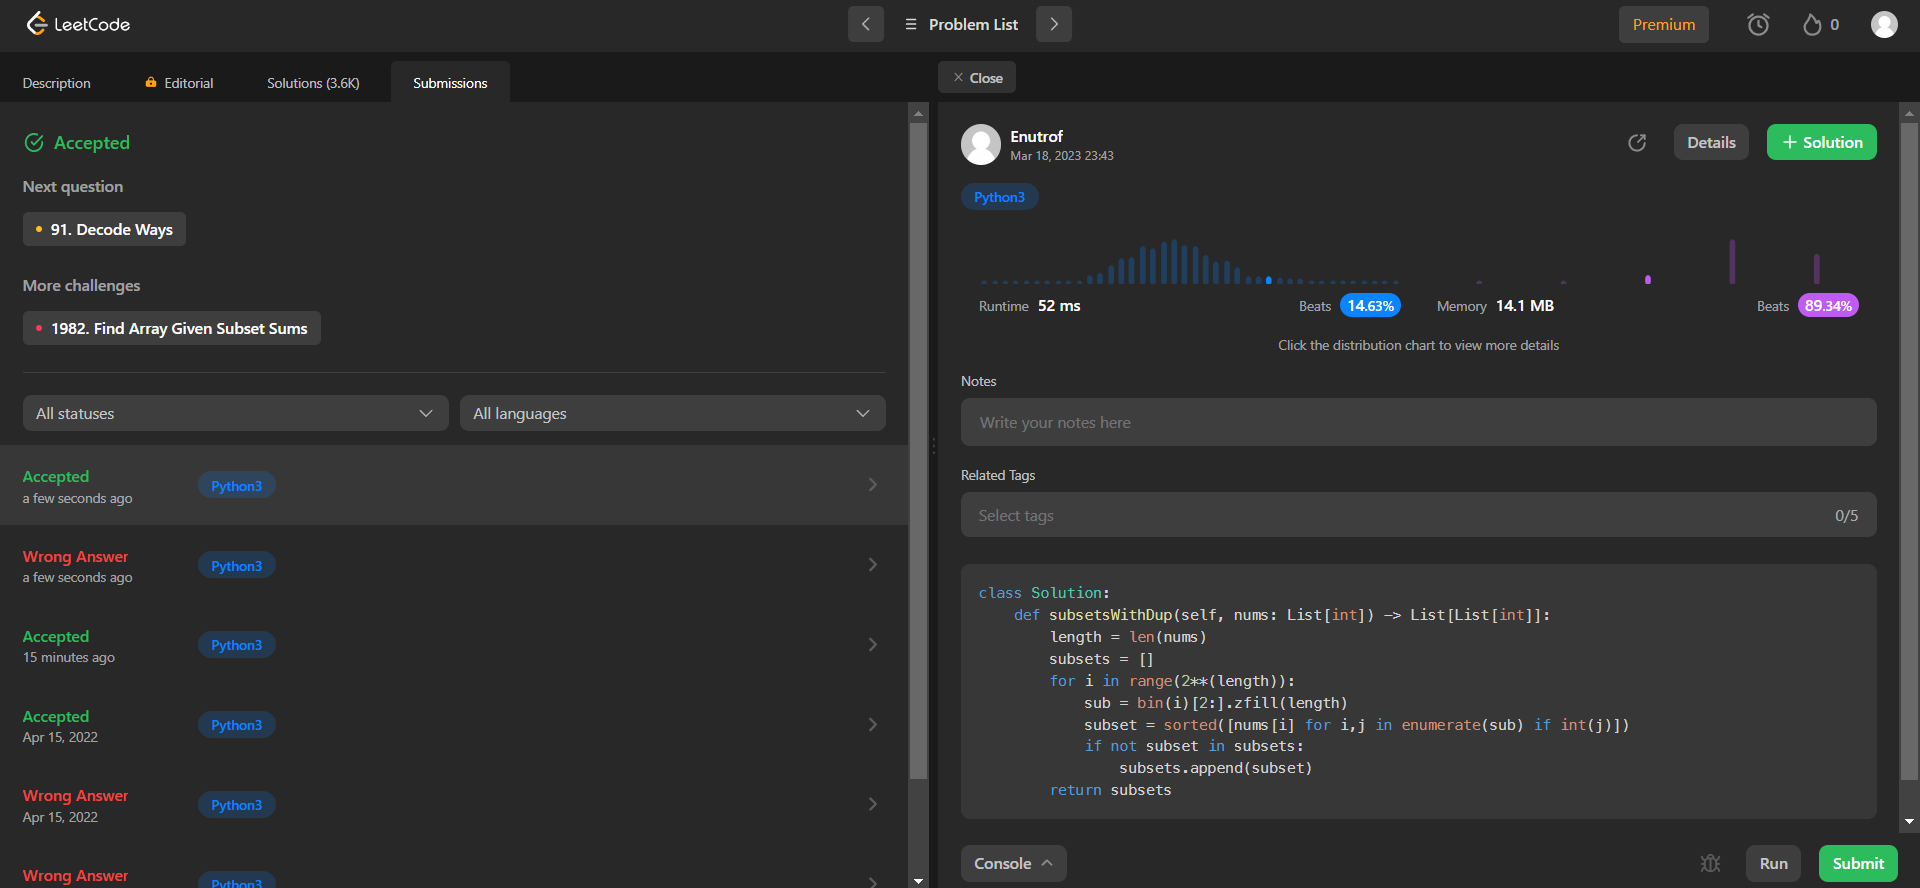 LeetCode
Problem List
Premium
0
Description
Editorial
Solutions (3.6K)
Submissions
Close
Accepted
Next question
91. Decode Ways
More challenges
1982. Find Array Given Subset Sums
All statuses
All languages
Accepted
a few seconds ago
Python3
Wrong Answer
a few seconds ago
Python3
Accepted
15 minutes ago
Python3
Accepted
Apr 15, 2022
Python3
Wrong Answer
Apr 15, 2022
Python3
Wrong Answer
Python3
Enutrof
Mar 18, 2023 23:43
Details
+ Solution
Python3
Runtime 52 ms
Beats 14.63%
Memory 14.1 MB
Beats 89.34%
Click the distribution chart to view more details
Notes
Write your notes here
Related Tags
Select tags
0/5
class Solution:
    def subsetsWithDup(self, nums: List[int]) -> List[List[int]]:
        length = len(nums)
        subsets = []
        for i in range(2**(length)):
            sub = bin(i)[2:].zfill(length)
            subset = sorted([nums[i] for i,j in enumerate(sub) if int(j)])
            if not subset in subsets:
                subsets.append(subset)
        return subsets
Console
Run
Submit